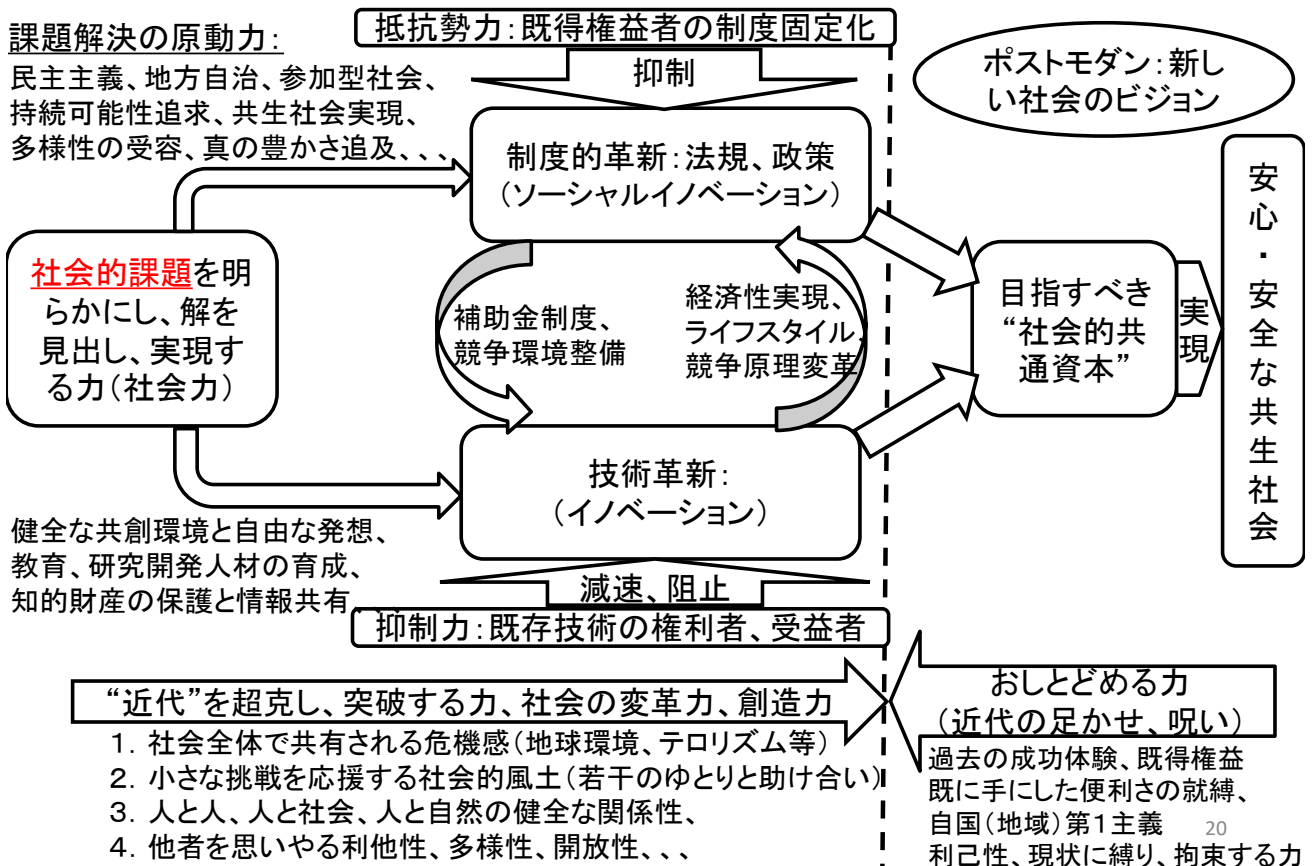 抵抗勢力：既得権益者の制度固定化
課題解決の原動力：
民主主義、地方自治、参加型社会、
持続可能性追求、共生社会実現、
多様性の受容、真の豊かさ追及、、、
抑制
ポストモダン：新し
い社会のビジョン
制度的革新：法規、政策
（ソーシャルイノベーション）
社会的課題を明
らかにし、解を
見出し、実現す
る力（社会力）
補助金制度、
競争環境整備
経済性実現、
ライフスタイル、
競争原理変革
目指すべき
“社会的共
通資本”
実現
安心・安全な共生社会
技術革新：
（イノベーション）
健全な共創環境と自由な発想、
教育、研究開発人材の育成、
知的財産の保護と情報共有、、、
減速、阻止
抑制力：既存技術の権利者、受益者
“近代”を超克し、突破する力、社会の変革力、創造力
１．社会全体で共有される危機感（地球環境、テロリズム等）
２．小さな挑戦を応援する社会的風土（若干のゆとりと助け合い）
３．人と人、人と社会、人と自然の健全な関係性、
４．他者を思いやる利他性、多様性、開放性、、、
おしとどめる力
（近代の足かせ、呪い）
過去の成功体験、既得権益
既に手にした便利さの呪縛、
自国（地域）第１主義
利己性、現状に縛り、拘束する力
20